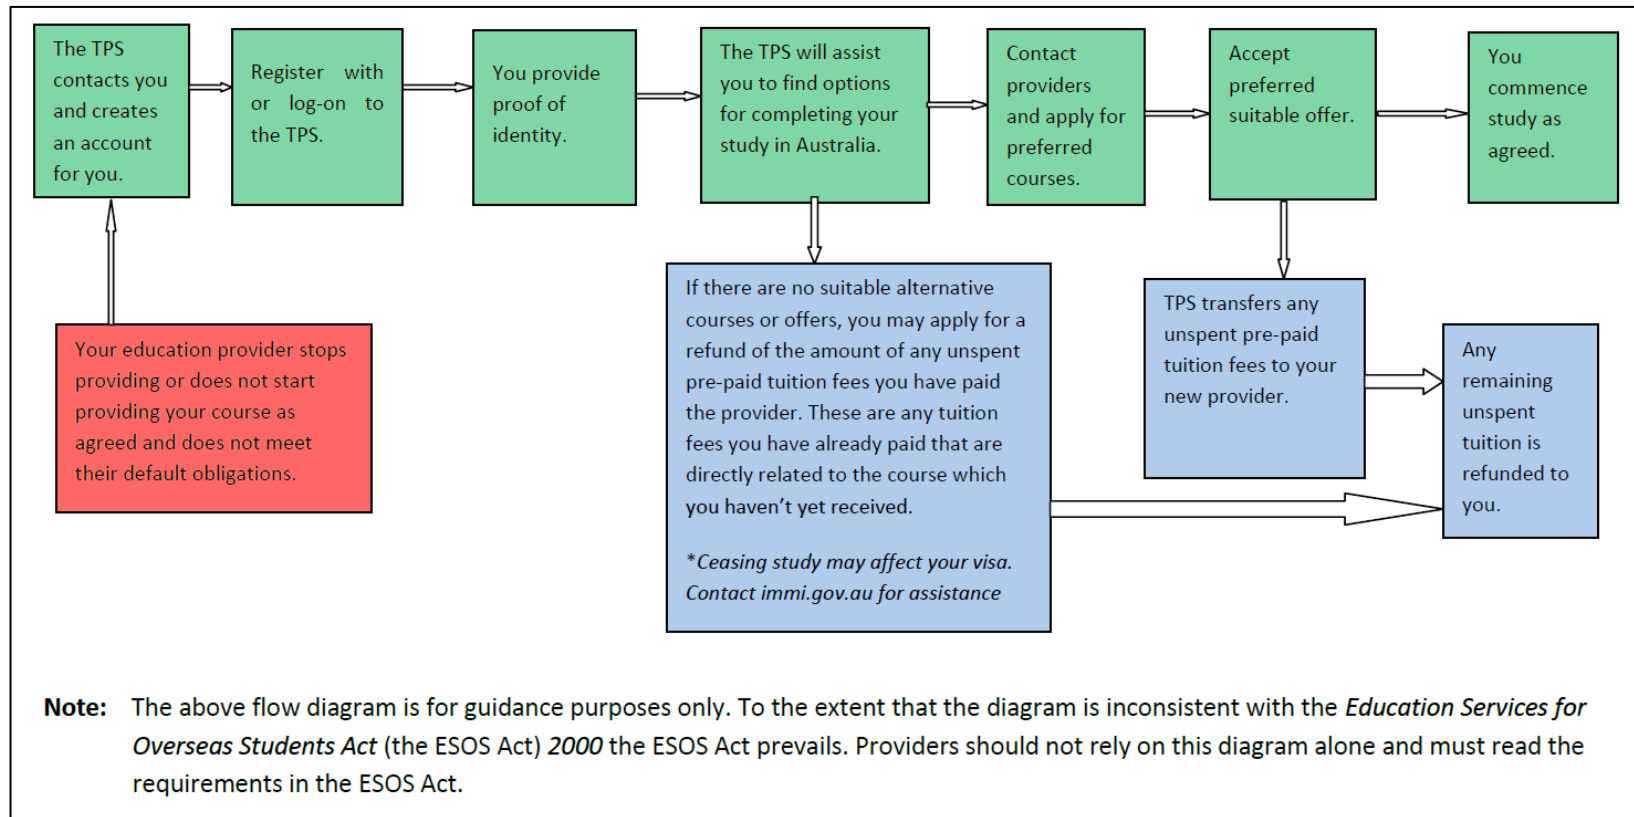 The TPS
contacts you
and creates
an account
for you.
Register with
or log-on to
the TPS.
You provide
proof of
identity.
The TPS will assist
you to find options
for completing your
study in Australia.
Contact
providers
and apply for
preferred
courses.
Accept
preferred
suitable offer.
You
commence
study as
agreed.
Your education provider stops
providing or does not start
providing your course as
agreed and does not meet
their default obligations.
If there are no suitable alternative
courses or offers, you may apply for a
refund of the amount of any unspent
pre-paid tuition fees you have paid
the provider. These are any tuition
fees you have already paid that are
directly related to the course which
you haven’t yet received.
*Ceasing study may affect your visa.
Contact immi.gov.au for assistance
TPS transfers any
unspent pre-paid
tuition fees to your
new provider.
Any
remaining
unspent
tuition is
refunded to
you.
Note: The above flow diagram is for guidance purposes only. To the extent that the diagram is inconsistent with the Education Services for
Overseas Students Act (the ESOS Act) 2000 the ESOS Act prevails. Providers should not rely on this diagram alone and must read the
requirements in the ESOS Act.